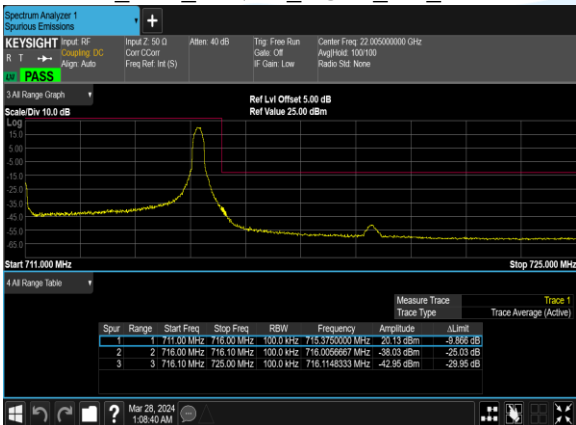 Spectrum Analyzer 1
Spurious Emissions
KEYSIGHT
R T
LW PASS
Input: RF
Coupling: DC
Align: Auto
Input Z: 50 Ω
Corr CCorr
Freq Ref: Int (S)
Atten: 40 dB
Trig: Free Run
Gate: Off
IF Gain: Low
Center Freq: 22.005000000 GHz
Avg|Hold: 100/100
Radio Std: None
3 All Range Graph
Ref Lvl Offset 5.00 dB
Scale/Div 10.0 dB
Ref Value 25.00 dBm
Log
15.0
5.00
-5.00
-15.0
-25.0
-35.0
-45.0
-55.0
-65.0
Start 711.000 MHz
Stop 725.000 MHz
4 All Range Table
Measure Trace Trace 1
Trace Type Trace Average (Active)
Spur Range Start Freq Stop Freq RBW Frequency Amplitude ΔLimit
1 1 711.00 MHz 716.00 MHz 100.0 kHz 715.3750000 MHz 20.13 dBm -9.866 dB
2 2 716.00 MHz 716.10 MHz 100.0 kHz 716.0056667 MHz -38.03 dBm -25.03 dB
3 3 716.10 MHz 725.00 MHz 100.0 kHz 716.1148333 MHz -42.95 dBm -29.95 dB
?
Mar 28, 2024
1:08:40 AM